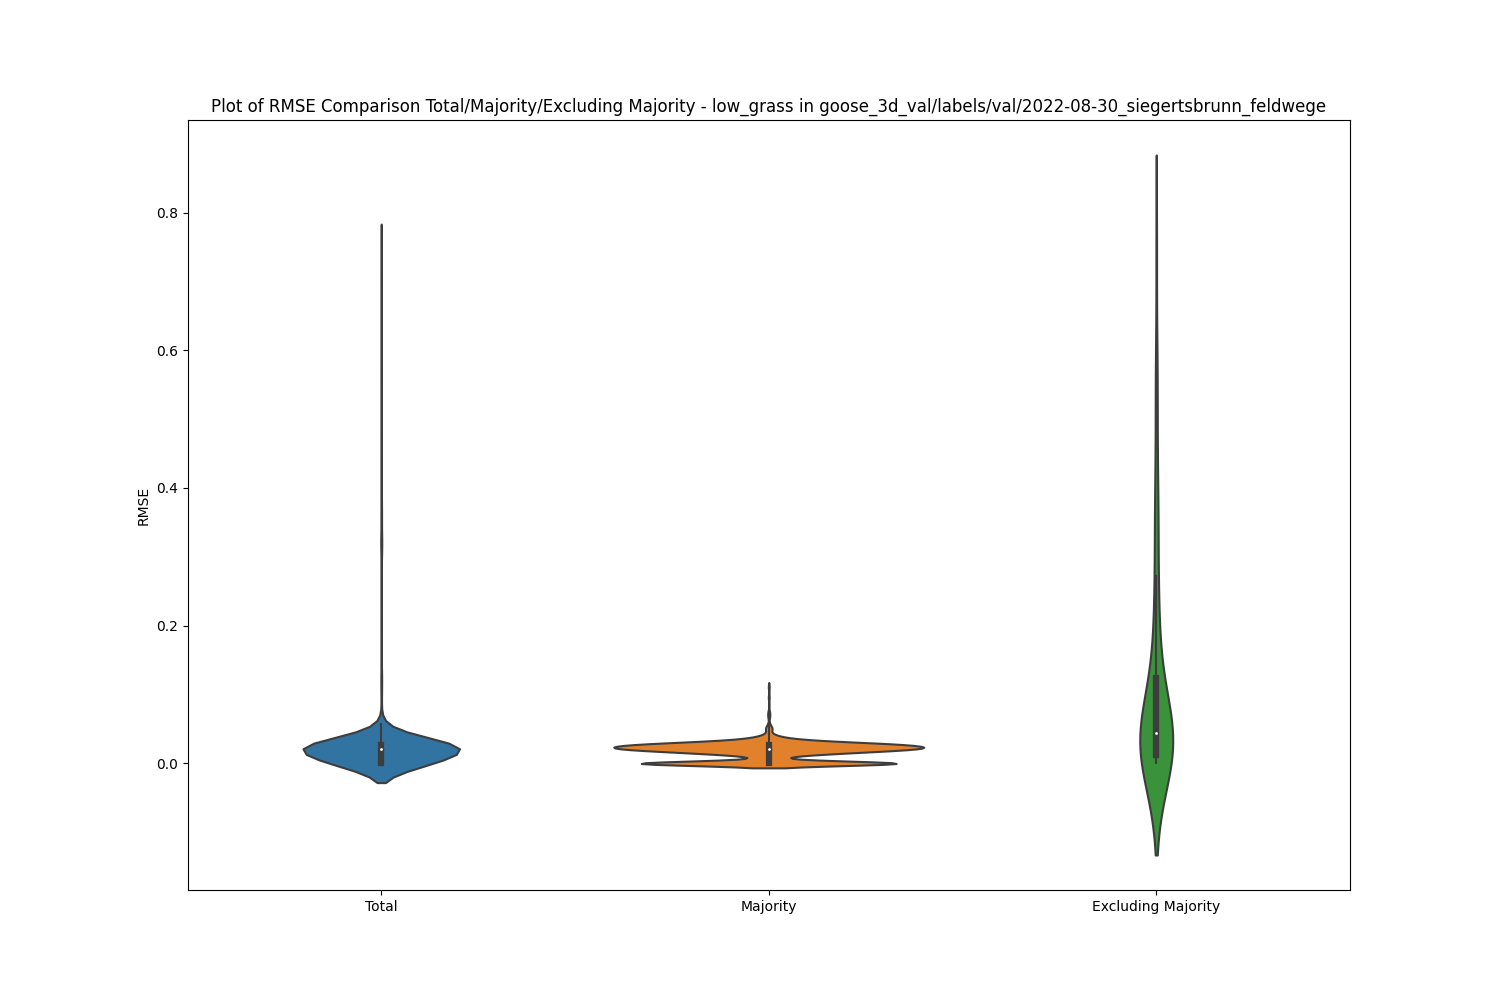 Plot of RMSE Comparison Total/Majority/Excluding Majority - low_grass in goose_3d_val/labels/val/2022-08-30_siegertsbrunn_feldwege
0.8
0.6
0.4
0.2
0.0
RMSE
Total Majority Excluding Majority